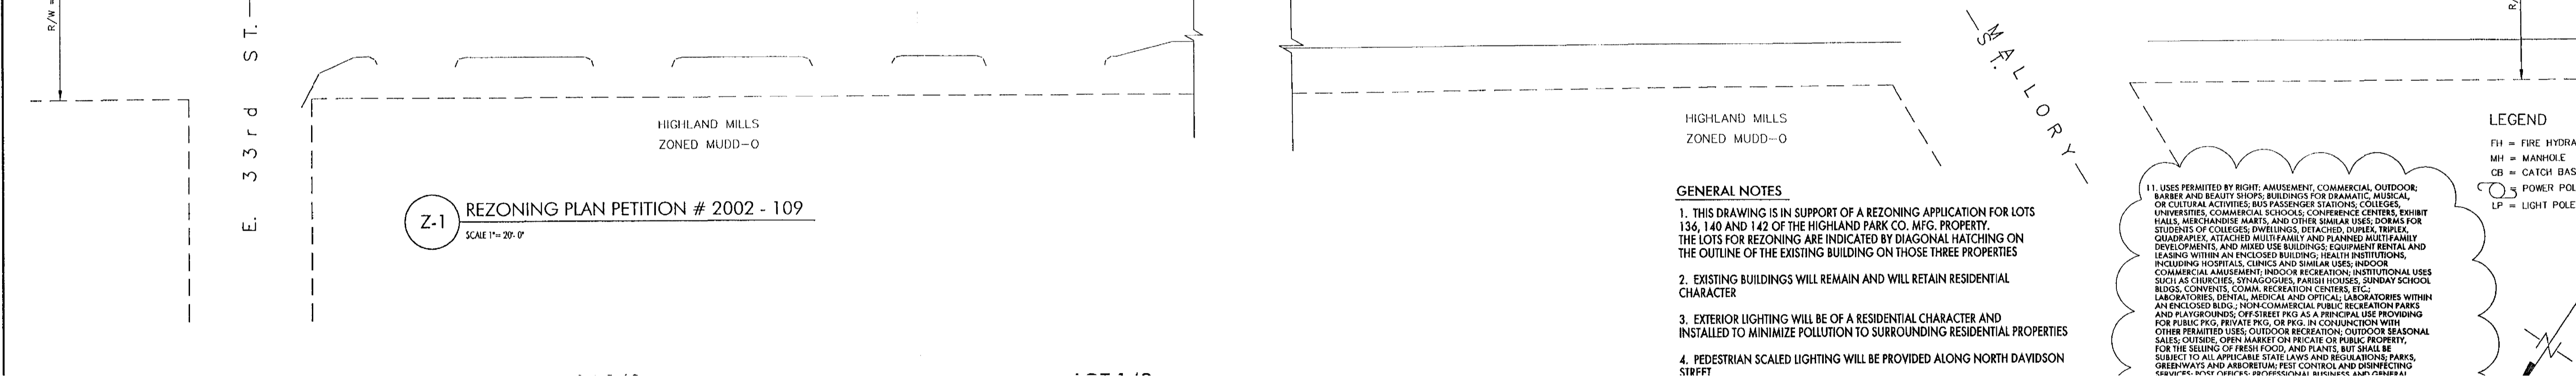 R/W =
E. 33rd ST.
HIGHLAND MILLS
ZONED MUDD-O
Z-1
REZONING PLAN PETITION # 2002 - 109
SCALE 1"= 20'- 0"
HIGHLAND MILLS
ZONED MUDD-O
MALLORY
ST.
GENERAL NOTES
1. THIS DRAWING IS IN SUPPORT OF A REZONING APPLICATION FOR LOTS
136, 140 AND 142 OF THE HIGHLAND PARK CO. MFG. PROPERTY.
THE LOTS FOR REZONING ARE INDICATED BY DIAGONAL HATCHING ON
THE OUTLINE OF THE EXISTING BUILDING ON THOSE THREE PROPERTIES
2. EXISTING BUILDINGS WILL REMAIN AND WILL RETAIN RESIDENTIAL
CHARACTER
3. EXTERIOR LIGHTING WILL BE OF A RESIDENTIAL CHARACTER AND
INSTALLED TO MINIMIZE POLLUTION TO SURROUNDING RESIDENTIAL PROPERTIES
4. PEDESTRIAN SCALED LIGHTING WILL BE PROVIDED ALONG NORTH DAVIDSON
STREET
11. USES PERMITTED BY RIGHT: AMUSEMENT, COMMERCIAL, OUTDOOR;
BARBER AND BEAUTY SHOPS; BUILDINGS FOR DRAMATIC, MUSICAL,
OR CULTURAL ACTIVITIES; BUS PASSENGER STATIONS; COLLEGES,
UNIVERSITIES, COMMERCIAL SCHOOLS; CONFERENCE CENTERS, EXHIBIT
HALLS, MERCHANDISE MARTS, AND OTHER SIMILAR USES; DORMS FOR
STUDENTS OF COLLEGES; DWELLINGS, DETACHED, DUPLEX, TRIPLEX,
QUADRAPLEX, ATTACHED MULTI-FAMILY AND PLANNED MULTI-FAMILY
DEVELOPMENTS, AND MIXED USE BUILDINGS; EQUIPMENT RENTAL AND
LEASING WITHIN AN ENCLOSED BUILDING; HEALTH INSTITUTIONS,
INCLUDING HOSPITALS, CLINICS AND SIMILAR USES; INDOOR
COMMERCIAL AMUSEMENT; INDOOR RECREATION; INSTITUTIONAL USES
SUCH AS CHURCHES, SYNAGOGUES, PARISH HOUSES, SUNDAY SCHOOL
BLDGS, CONVENTS, COMM. RECREATION CENTERS, ETC.;
LABORATORIES, DENTAL, MEDICAL AND OPTICAL; LABORATORIES WITHIN
AN ENCLOSED BLDG.; NON-COMMERCIAL PUBLIC RECREATION PARKS
AND PLAYGROUNDS; OFF-STREET PKG AS A PRINCIPAL USE PROVIDING
FOR PUBLIC PKG, PRIVATE PKG, OR PKG. IN CONJUNCTION WITH
OTHER PERMITTED USES; OUTDOOR RECREATION; OUTDOOR SEASONAL
SALES; OUTSIDE, OPEN MARKET ON PRICATE OR PUBLIC PROPERTY,
FOR THE SELLING OF FRESH FOOD, AND PLANTS, BUT SHALL BE
SUBJECT TO ALL APPLICABLE STATE LAWS AND REGULATIONS; PARKS,
GREENWAYS AND ARBORETUM; PEST CONTROL AND DISINFECTING
SERVICES; POST OFFICES; PROFESSIONAL BUSINESS AND GENERAL
LEGEND
FH = FIRE HYDRA
MH = MANHOLE
CB = CATCH BAS
= POWER POL
LP = LIGHT POLE